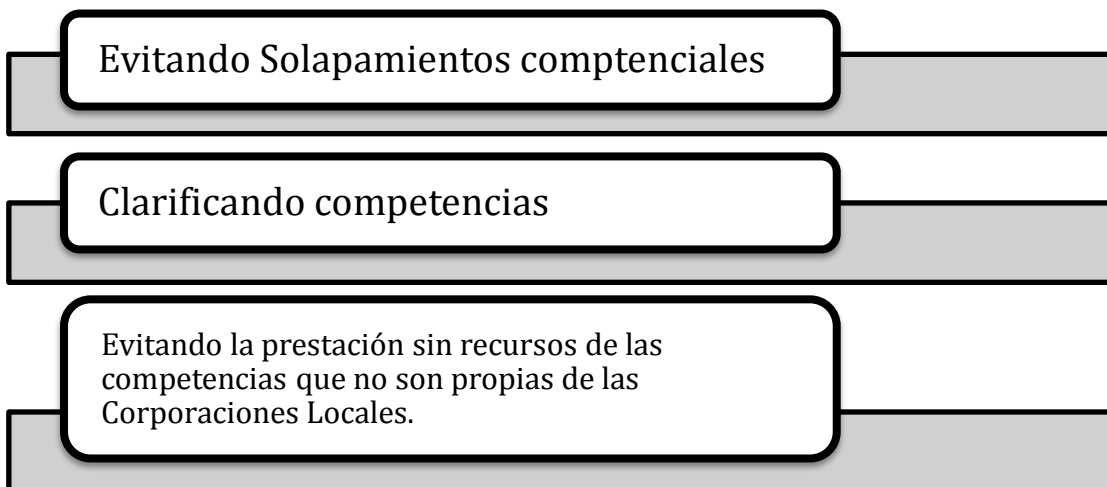 Evitando Solapamientos comptenciales
Clarificando competencias
Evitando la prestación sin recursos de las
competencias que no son propias de las
Corporaciones Locales.